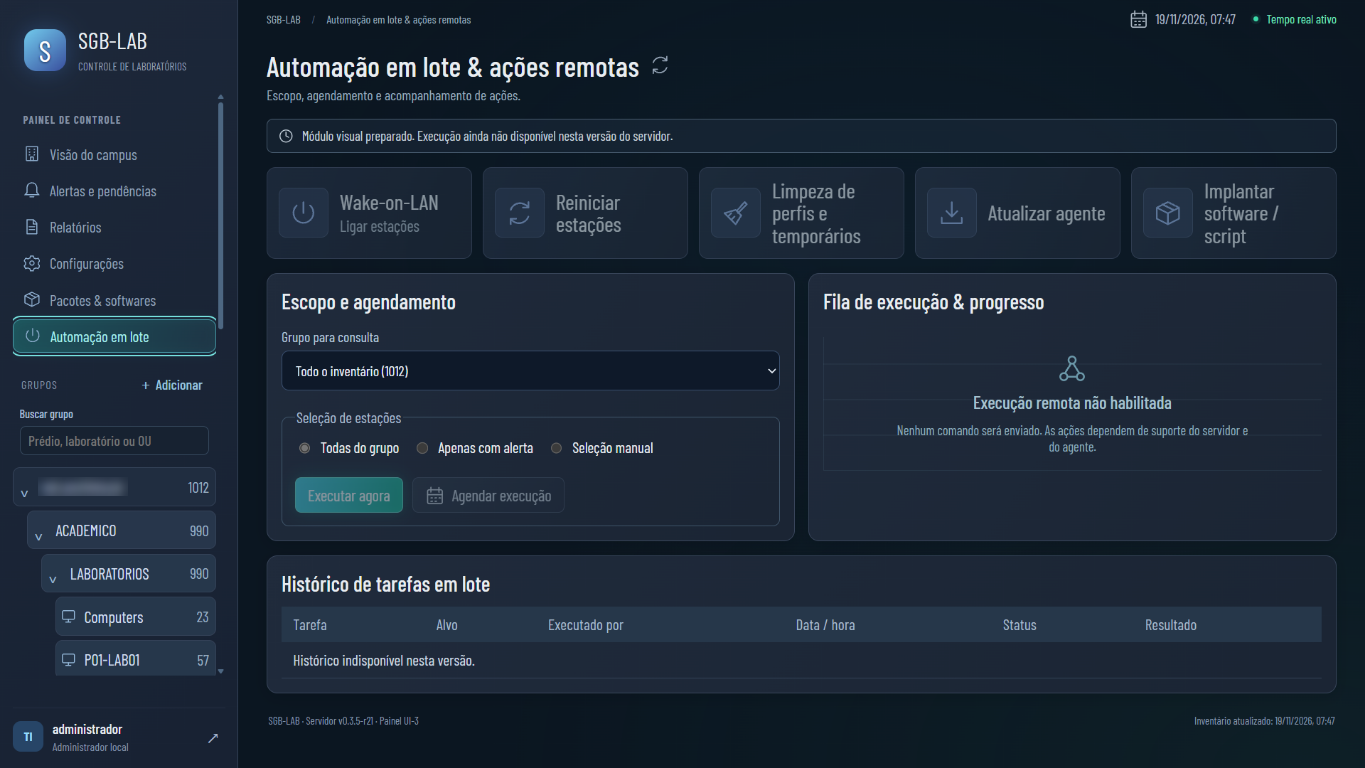 S
SGB-LAB
CONTROLE DE LABORATÓRIOS
PAINEL DE CONTROLE
Visão do campus
Alertas e pendências
Relatórios
Configurações
Pacotes & softwares
Automação em lote
GRUPOS
+ Adicionar
Buscar grupo
Prédio, laboratório ou OU
1012
ACADEMICO 990
LABORATORIOS 990
Computers 23
P01-LAB01 57
TI
administrador
Administrador local
SGB-LAB / Automação em lote & ações remotas
19/11/2026, 07:47
Tempo real ativo
Automação em lote & ações remotas
Escopo, agendamento e acompanhamento de ações.
Módulo visual preparado. Execução ainda não disponível nesta versão do servidor.
Wake-on-LAN
Ligar estações
Reiniciar
estações
Limpeza de
perfis e
temporários
Atualizar agente
Implantar
software /
script
Escopo e agendamento
Grupo para consulta
Todo o inventário (1012)
Seleção de estações
Todas do grupo
Apenas com alerta
Seleção manual
Executar agora
Agendar execução
Fila de execução & progresso
Execução remota não habilitada
Nenhum comando será enviado. As ações dependem de suporte do servidor e
do agente.
Histórico de tarefas em lote
Tarefa Alvo Executado por Data / hora Status Resultado
Histórico indisponível nesta versão.
SGB-LAB · Servidor v0.3.5-r21 · Painel UI-3
Inventário atualizado: 19/11/2026, 07:47